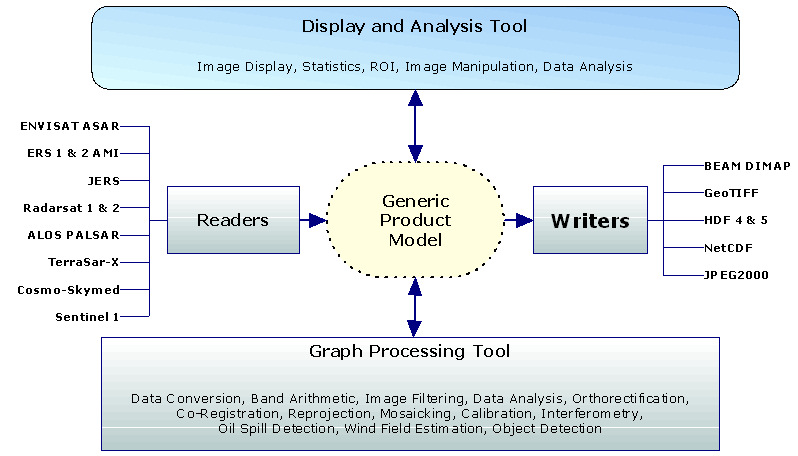 Display and Analysis Tool
Image Display, Statistics, ROI, Image Manipulation, Data Analysis
ENVISAT ASAR
ERS 1 & 2 AMI
JERS
Radarsat 1 & 2
ALOS PALSAR
TerraSar-X
Cosmo-Skymed
Sentinel 1
Readers
Generic
Product
Model
Writers
BEAM DIMAP
GeoTIFF
HDF 4 & 5
NetCDF
JPEG2000
Graph Processing Tool
Data Conversion, Band Arithmetic, Image Filtering, Data Analysis, Orthorectification,
Co-Registration, Reprojection, Mosaicking, Calibration, Interferometry,
Oil Spill Detection, Wind Field Estimation, Object Detection